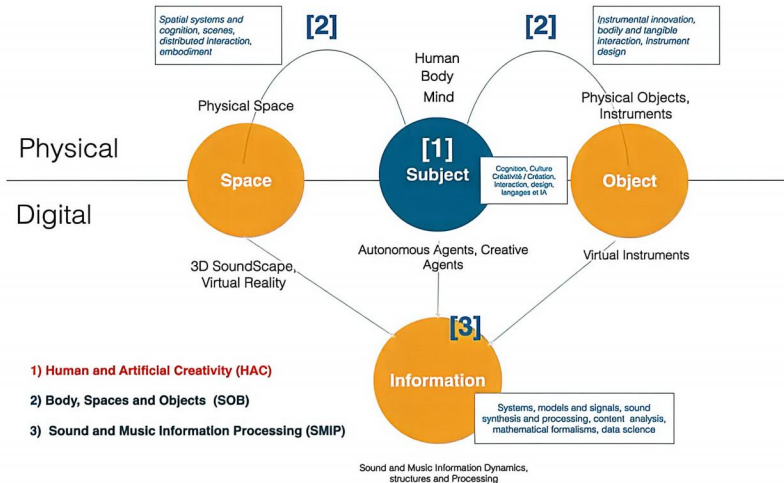 Spatial systems and
cognition, scenes,
distributed interaction,
embodiment
[2]
Human
Body
Mind
[2]
Instrumental innovation,
bodily and tangible
interaction, instrument
design
Physical Space
Physical Objects,
Instruments
Physical
[1]
Space
Subject
Cognition, Culture
Créativité / Création,
Interaction, design,
langages et IA
Object
Digital
3D SoundScape,
Virtual Reality
Autonomous Agents, Creative
Agents
Virtual Instruments
[3]
Information
1) Human and Artificial Creativity (HAC)
2) Body, Spaces and Objects (SOB)
3) Sound and Music Information Processing (SMIP)
Systems, models and signals, sound
synthesis and processing, content analysis,
mathematical formalisms, data science
Sound and Music Information Dynamics,
structures and Processing